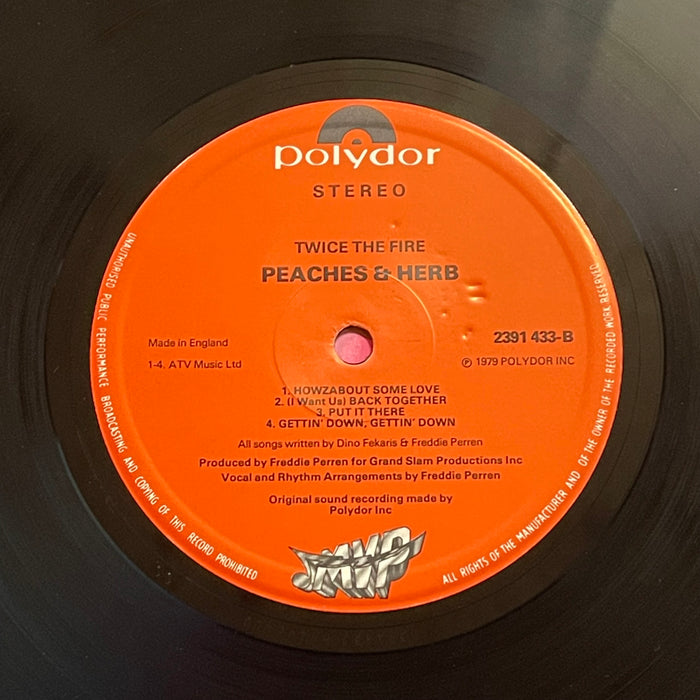 polydor
STEREO
TWICE THE FIRE
PEACHES & HERB
Made in England
2391 433-B
1-4. ATV Music Ltd
℗ 1979 POLYDOR INC
1. HOWZABOUT SOME LOVE
2. (I Want Us) BACK TOGETHER
3. PUT IT THERE
4. GETTIN' DOWN, GETTIN' DOWN
All songs written by Dino Fekaris & Freddie Perren
Produced by Freddie Perren for Grand Slam Productions Inc
Vocal and Rhythm Arrangements by Freddie Perren
Original sound recording made by
Polydor Inc
MVP
UNAUTHORISED PUBLIC PERFORMANCE BROADCASTING AND COPYING OF THIS RECORD PROHIBITED
ALL RIGHTS OF THE MANUFACTURER AND OF THE OWNER OF THE RECORDED WORK RESERVED